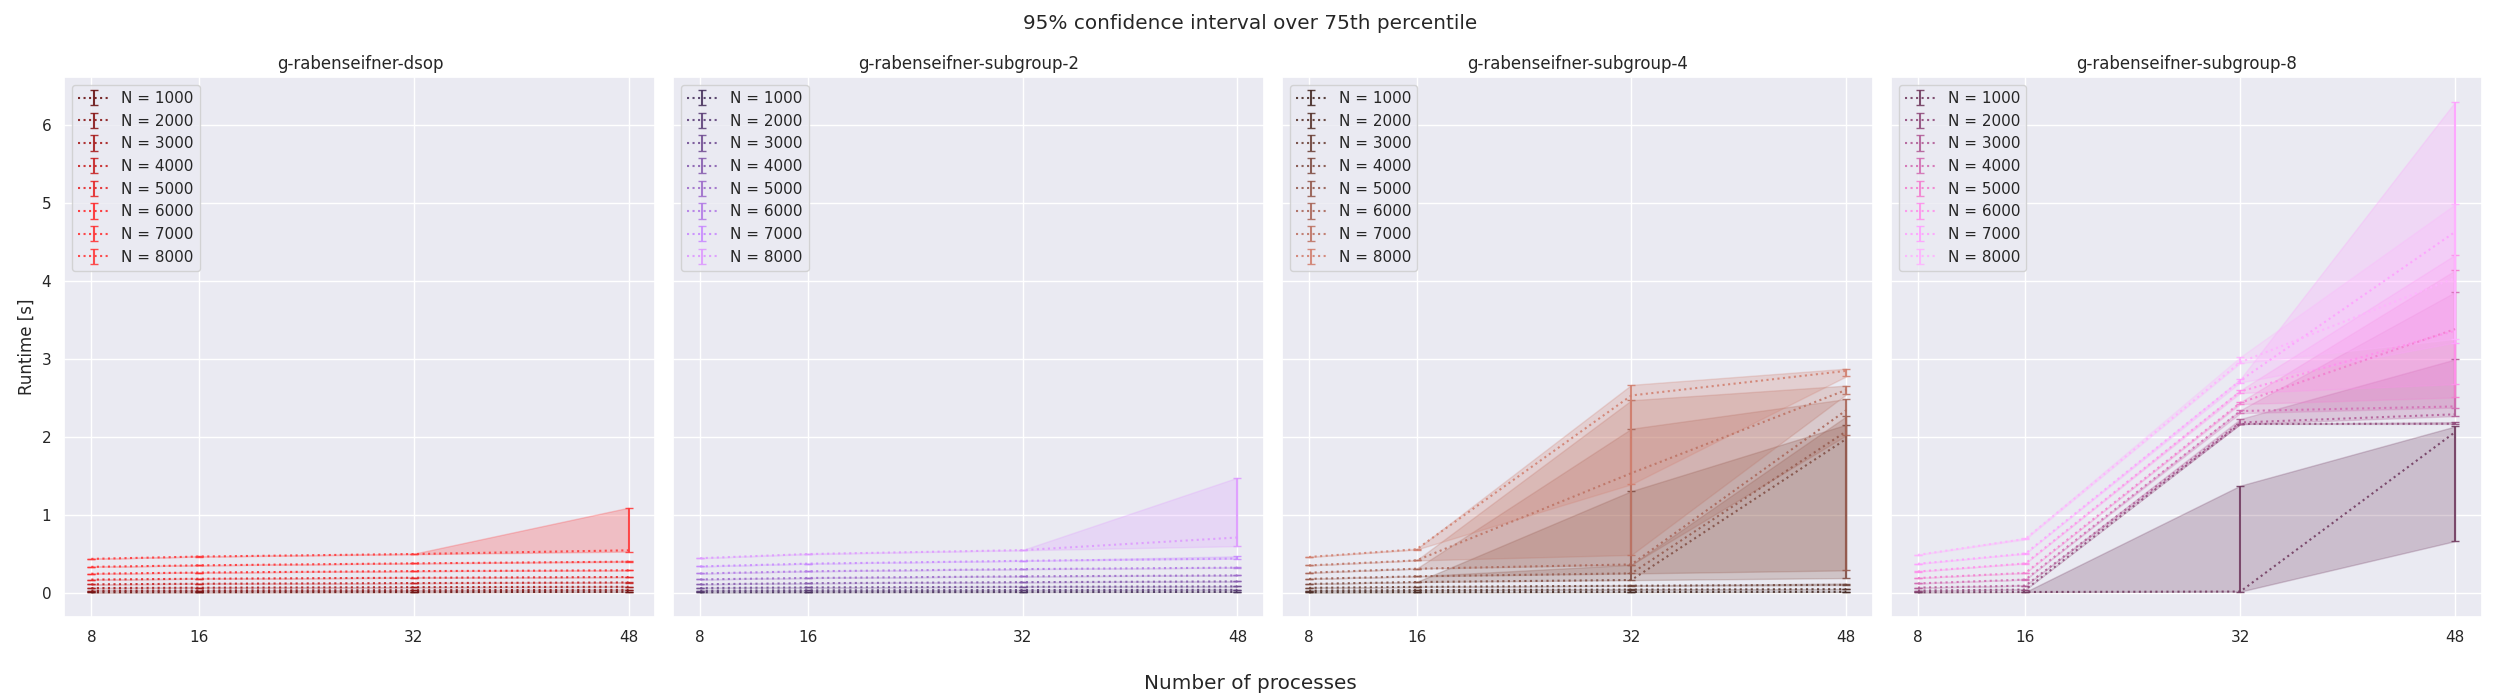 95% confidence interval over 75th percentile
g-rabenseifner-dsop
g-rabenseifner-subgroup-2
g-rabenseifner-subgroup-4
g-rabenseifner-subgroup-8
Runtime [s]
6
5
4
3
2
1
0
N = 1000
N = 2000
N = 3000
N = 4000
N = 5000
N = 6000
N = 7000
N = 8000
N = 1000
N = 2000
N = 3000
N = 4000
N = 5000
N = 6000
N = 7000
N = 8000
N = 1000
N = 2000
N = 3000
N = 4000
N = 5000
N = 6000
N = 7000
N = 8000
N = 1000
N = 2000
N = 3000
N = 4000
N = 5000
N = 6000
N = 7000
N = 8000
8 16 32 48
8 16 32 48
8 16 32 48
8 16 32 48
Number of processes